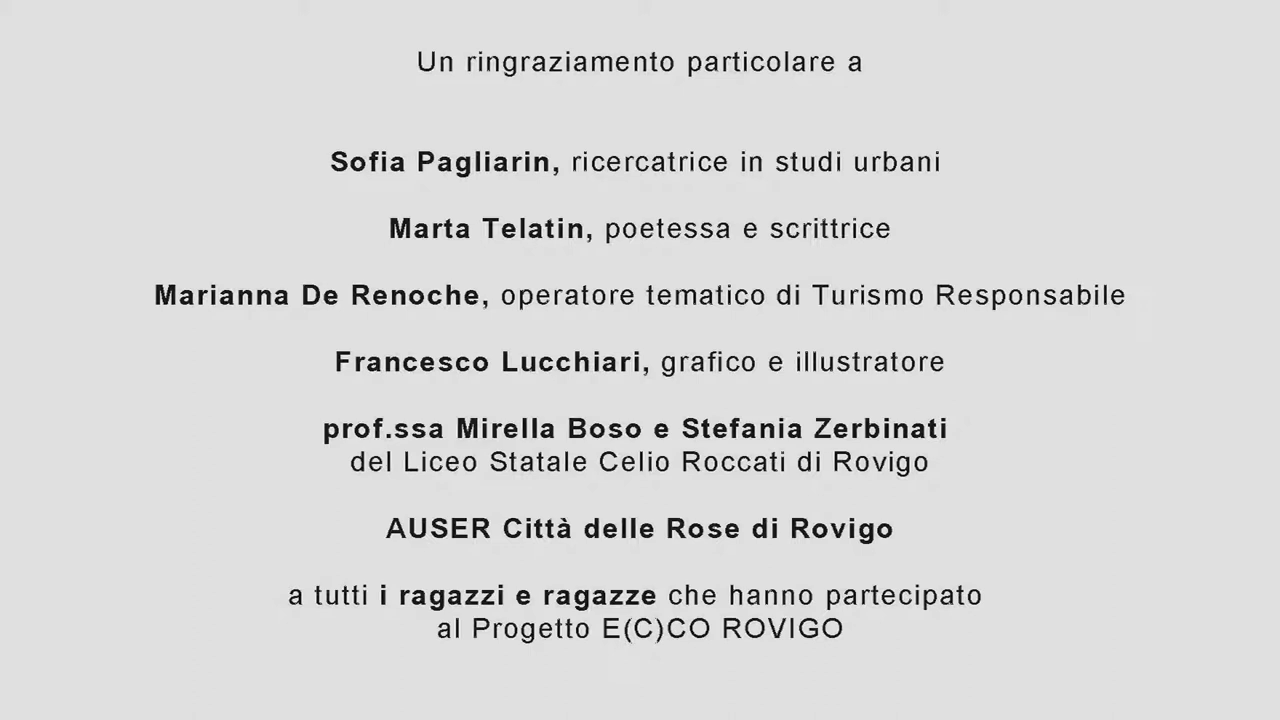 Un ringraziamento particolare a
Sofia Pagliarin, ricercatrice in studi urbani
Marta Telatin, poetessa e scrittrice
Marianna De Renoche, operatore tematico di Turismo Responsabile
Francesco Lucchiari, grafico e illustratore
prof.ssa Mirella Boso e Stefania Zerbinati
del Liceo Statale Celio Roccati di Rovigo
AUSER Città delle Rose di Rovigo
a tutti i ragazzi e ragazze che hanno partecipato
al Progetto E(C)CO ROVIGO